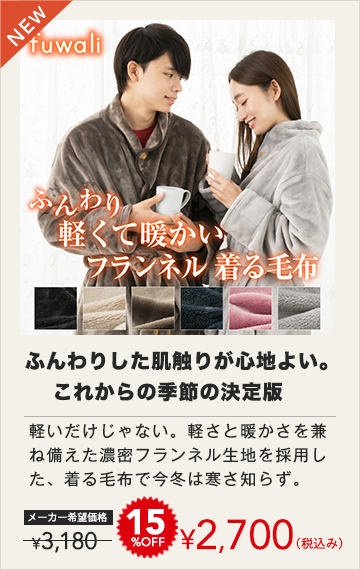 NEW
fuwali
ふんわり
軽くて暖かい
フランネル 着る毛布
ふんわりした肌触りが心地よい。
これからの季節の決定版
軽いだけじゃない。軽さと暖かさを兼
ね備えた濃密フランネル生地を採用し
た、着る毛布で今冬は寒さ知らず。
メーカー希望価格
¥3,180
15
%OFF
¥2,700(税込み)